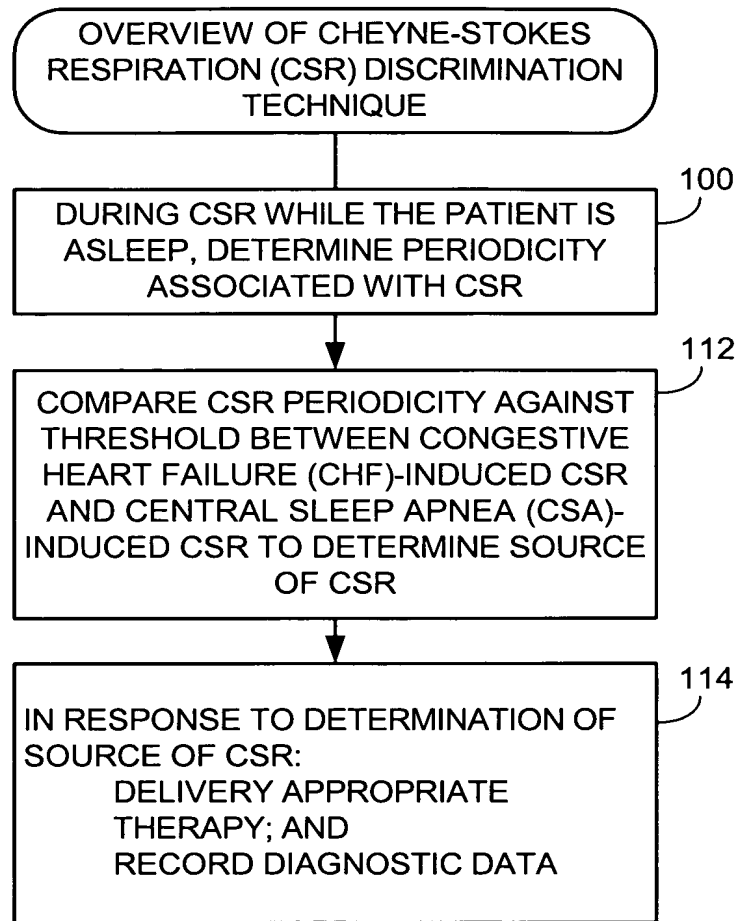 OVERVIEW OF CHEYNE-STOKES
RESPIRATION (CSR) DISCRIMINATION
TECHNIQUE
100
DURING CSR WHILE THE PATIENT IS
ASLEEP, DETERMINE PERIODICITY
ASSOCIATED WITH CSR
112
COMPARE CSR PERIODICITY AGAINST
THRESHOLD BETWEEN CONGESTIVE
HEART FAILURE (CHF)-INDUCED CSR
AND CENTRAL SLEEP APNEA (CSA)-
INDUCED CSR TO DETERMINE SOURCE
OF CSR
114
IN RESPONSE TO DETERMINATION OF
SOURCE OF CSR:
DELIVERY APPROPRIATE
THERAPY; AND
RECORD DIAGNOSTIC DATA